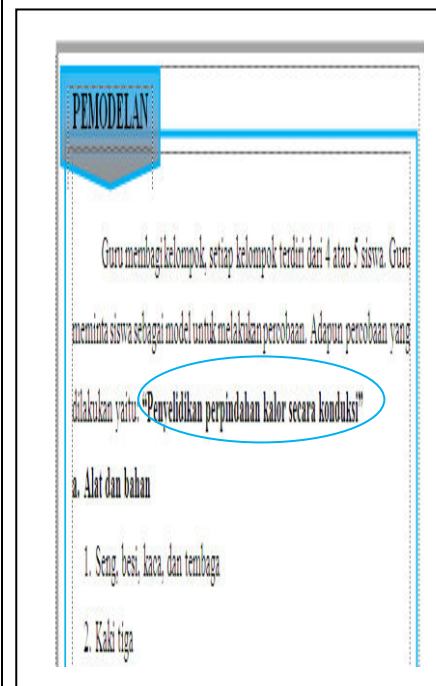 PEMODELAN
Guru membagi kelompok, setiap kelompok terdiri dari 4 atau 5 siswa. Guru
meminta siswa sebagai model untuk melakukan percobaan. Adapun percobaan yang
dilakukan yaitu. “Penyelidikan perpindahan kalor secara konduksi”
a. Alat dan bahan
1. Seng, besi, kaca, dan tembaga
2. Kaki tiga